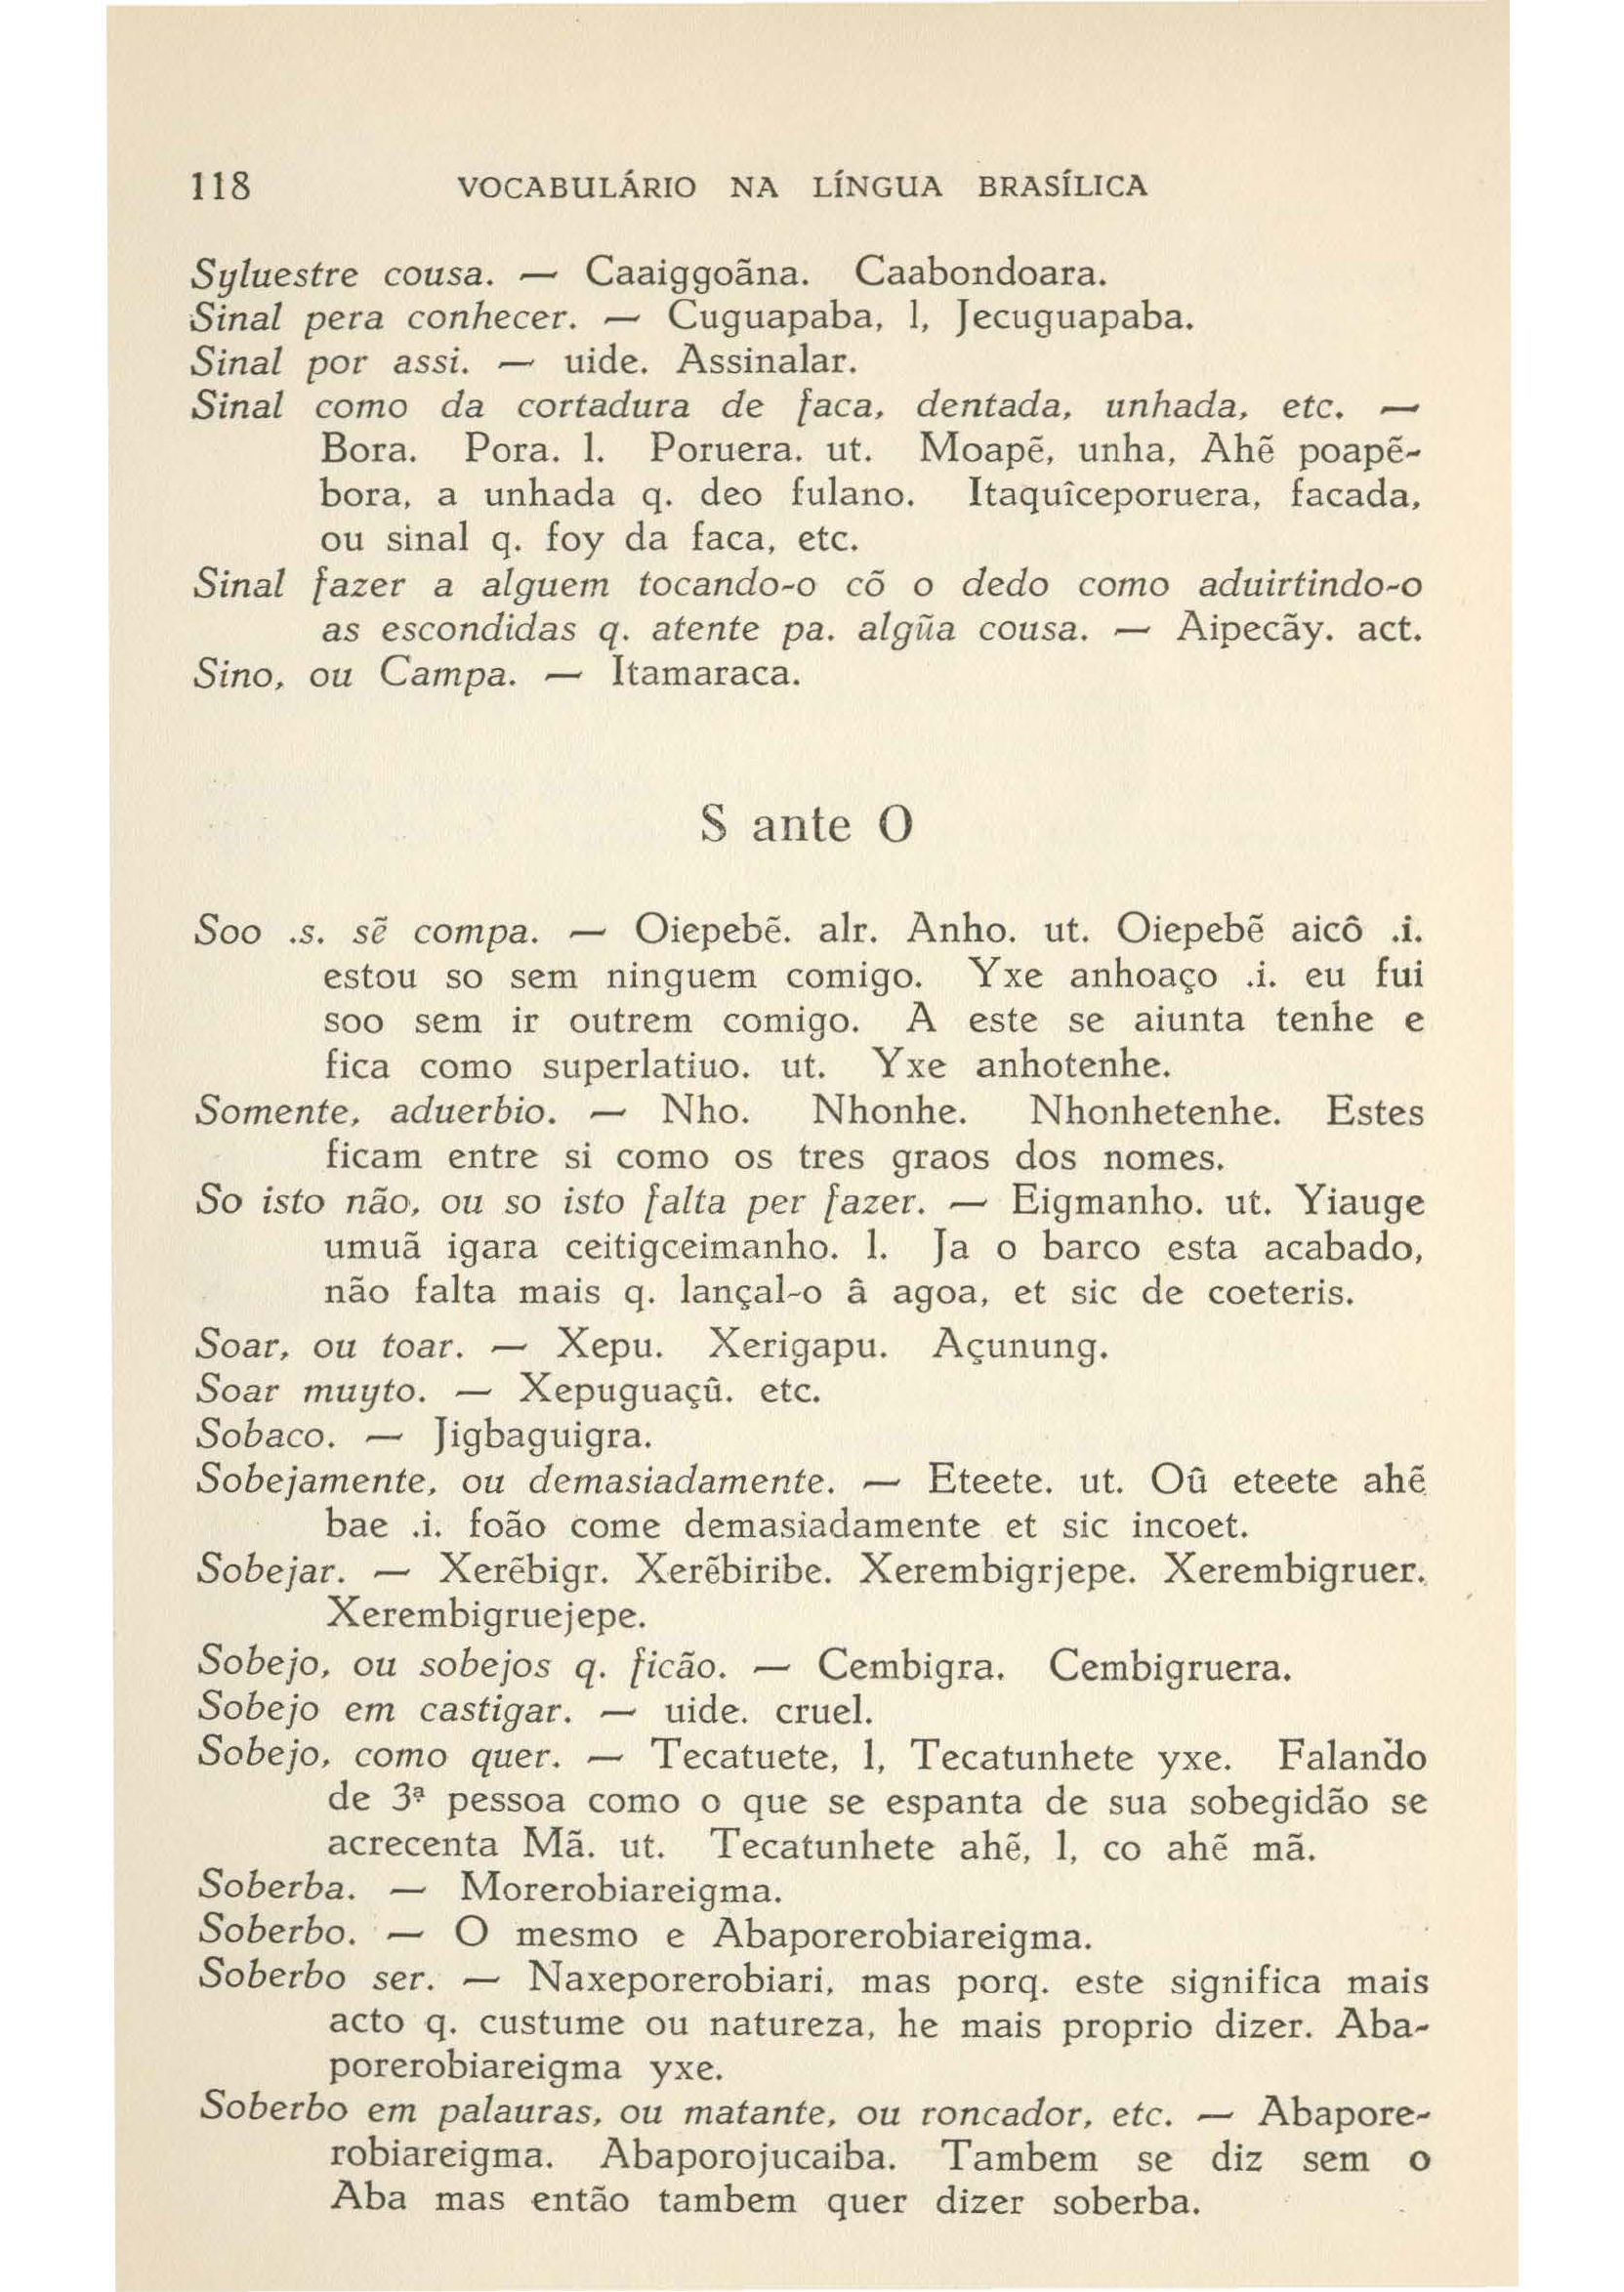 118 VOCABULÁRIO NA LÍNGUA BRASÍLICA
Syluestre cousa. — Caaiggoãna. Caabondoara.
Sinal pera conhecer. — Cuguapaba, l, Jecuguapaba.
Sinal por assi. — uide. Assinalar.
Sinal como da cortadura de faca, dentada, unhada, etc. —
Bora. Pora. l. Poruera. ut. Moapẽ, unha, Ahẽ poapẽ-
bora, a unhada q. deo fulano. Itaquîceporuera, facada,
ou sinal q. foy da faca, etc.
Sinal fazer a alguem tocando-o cõ o dedo como aduirtindo-o
as escondidas q. atente pa. algũa cousa. — Aipecãy. act.
Sino, ou Campa. — Itamaraca.
S ante O
Soo .s. sẽ compa. — Oiepebẽ. alr. Anho. ut. Oiepebẽ aicô .i.
estou so sem ninguem comigo. Yxe anhoaço .i. eu fui
soo sem ir outrem comigo. A este se aiunta tenhe e
fica como superlatiuo. ut. Yxe anhotenhe.
Somente, aduerbio. — Nho. Nhonhe. Nhonhetenhe. Estes
ficam entre si como os tres graos dos nomes.
So isto não, ou so isto falta per fazer. — Eigmanho. ut. Yiauge
umuã igara ceitigceimanho. l. Ja o barco esta acabado,
não falta mais q. lançal-o â agoa, et sic de coeteris.
Soar, ou toar. — Xepu. Xerigapu. Açunung.
Soar muyto. — Xepuguaçû. etc.
Sobaco. — Jigbaguigra.
Sobejamente, ou demasiadamente. — Eteete. ut. Oû eteete ahẽ
bae .i. foão come demasiadamente et sic incoet.
Sobejar. — Xerẽbigr. Xerẽbiribe. Xerembigrjepe. Xerembigruer.
Xerembigruejepe.
Sobejo, ou sobejos q. ficão. — Cembigra. Cembigruera.
Sobejo em castigar. — uide. cruel.
Sobejo, como quer. — Tecatuete, l, Tecatunhete yxe. Falando
de 3ª pessoa como o que se espanta de sua sobegidão se
acrecenta Mã. ut. Tecatunhete ahẽ, l, co ahẽ mã.
Soberba. — Morerobiareigma.
Soberbo. — O mesmo e Abaporerobiareigma.
Soberbo ser. — Naxeporerobiari, mas porq. este significa mais
acto q. custume ou natureza, he mais proprio dizer. Aba-
porerobiareigma yxe.
Soberbo em palauras, ou matante, ou roncador, etc. — Abapore-
robiareigma. Abaporojucaiba. Tambem se diz sem o
Aba mas então tambem quer dizer soberba.